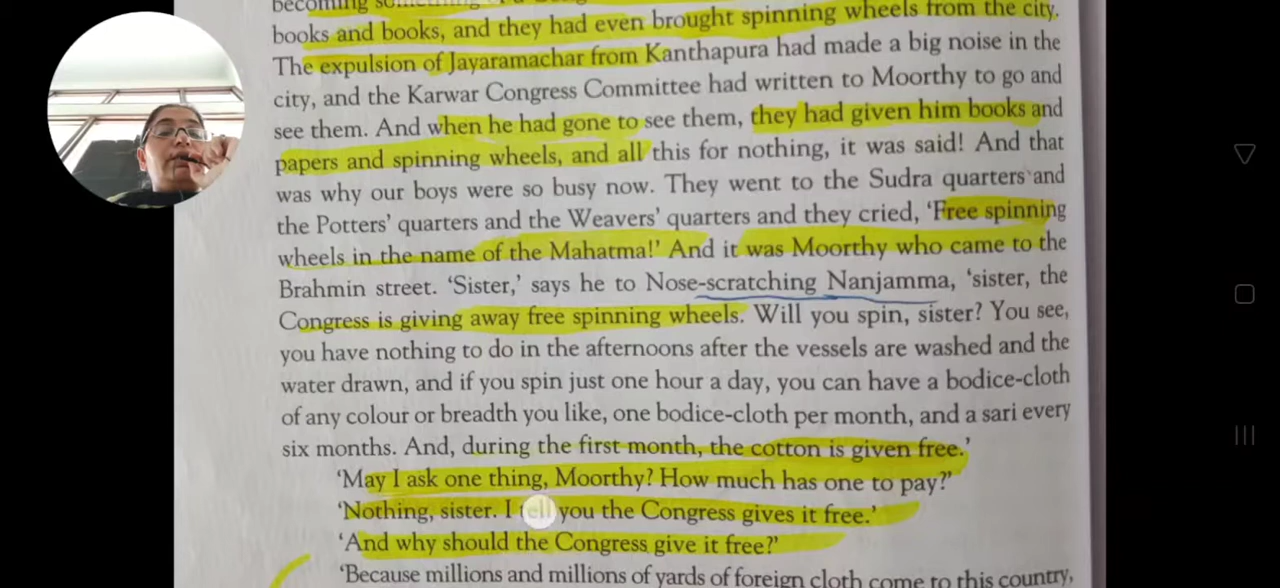 becoming
books and books, and they had even brought spinning wheels from the city.
The expulsion of Jayaramachar from Kanthapura had made a big noise in the
city, and the Karwar Congress Committee had written to Moorthy to go and
see them. And when he had gone to see them, they had given him books and
papers and spinning wheels, and all this for nothing, it was said! And that
was why our boys were so busy now. They went to the Sudra quarters and
the Potters’ quarters and the Weavers’ quarters and they cried, ‘Free spinning
wheels in the name of the Mahatma!’ And it was Moorthy who came to the
Brahmin street. ‘Sister,’ says he to Nose-scratching Nanjamma, ‘sister, the
Congress is giving away free spinning wheels. Will you spin, sister? You see,
you have nothing to do in the afternoons after the vessels are washed and the
water drawn, and if you spin just one hour a day, you can have a bodice-cloth
of any colour or breadth you like, one bodice-cloth per month, and a sari every
six months. And, during the first month, the cotton is given free.’
‘May I ask one thing, Moorthy? How much has one to pay?’
‘Nothing, sister. I tell you the Congress gives it free.’
‘And why should the Congress give it free?’
‘Because millions and millions of yards of foreign cloth come to this country,